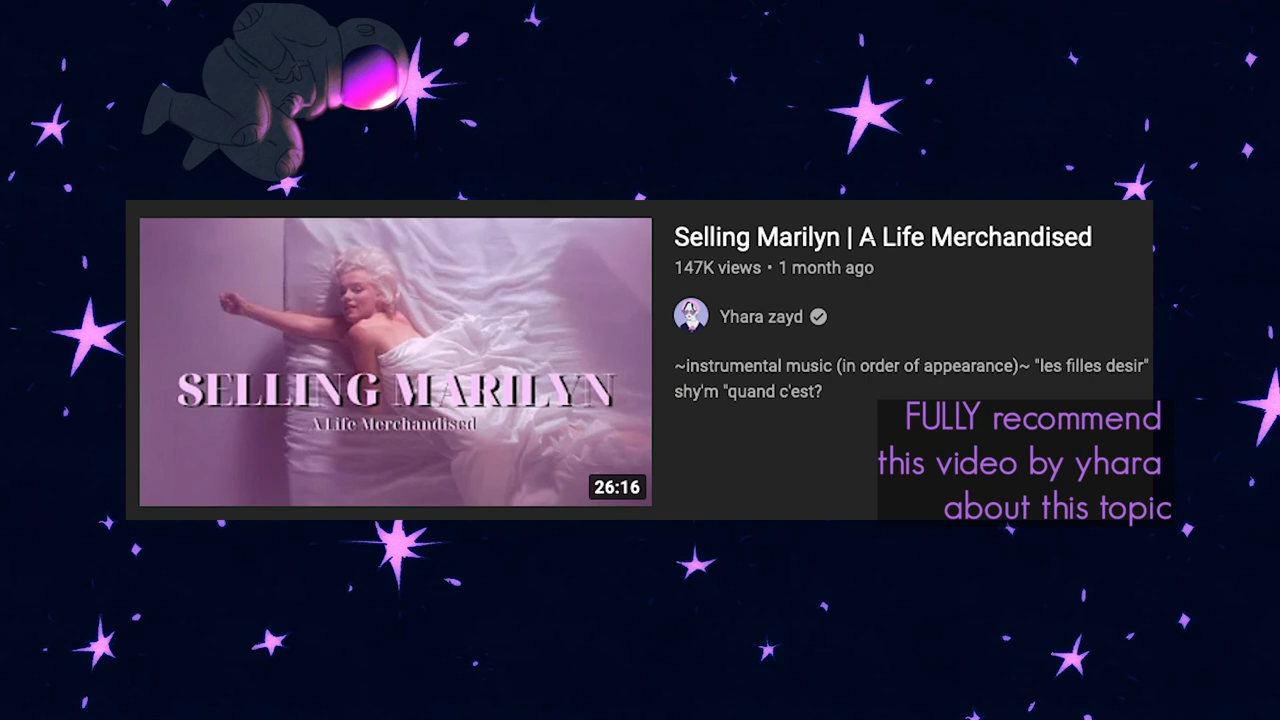 Selling Marilyn | A Life Merchandised
147K views • 1 month ago
Yhara zayd
~instrumental music (in order of appearance)~ "les filles desir"
shy'm "quand c'est?
SELLING MARILYN
A Life Merchandised
26:16
FULLY recommend
this video by yhara
about this topic